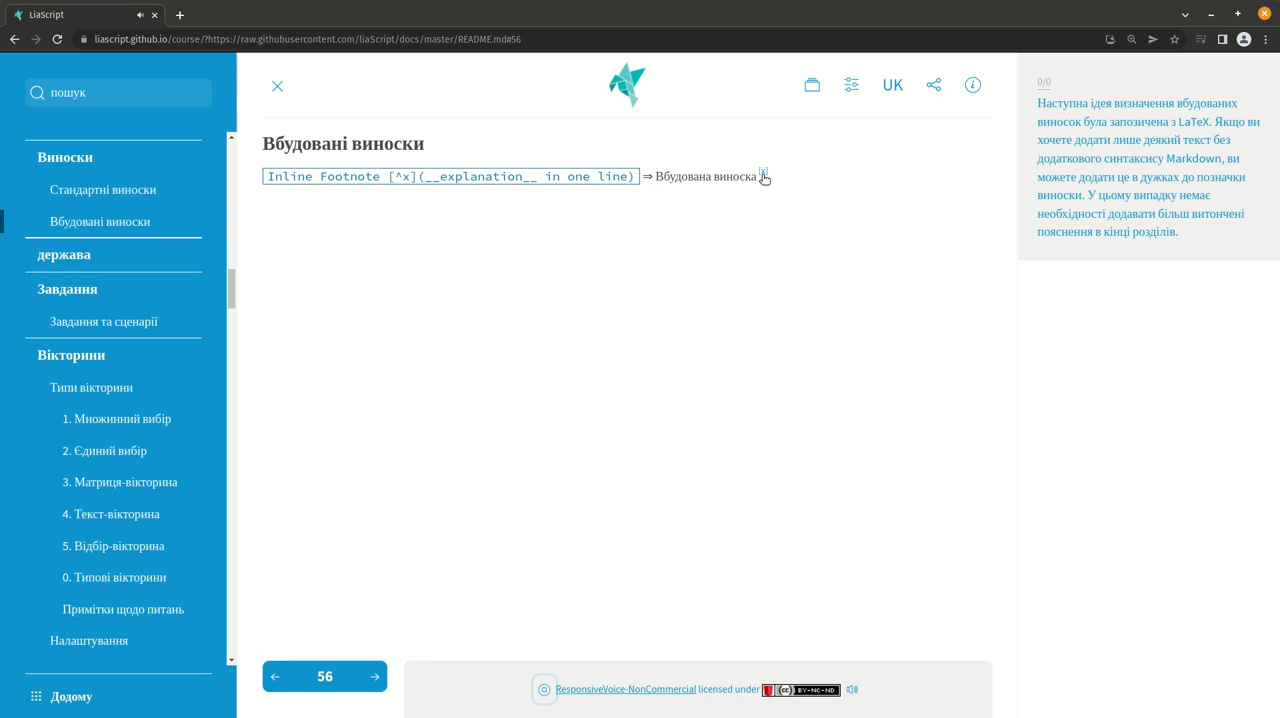 LiaScript
liascript.github.io/course/?https://raw.githubusercontent.com/liaScript/docs/master/README.md#56
пошук
Виноски
Стандартні виноски
Вбудовані виноски
держава
Завдання
Завдання та сценарії
Вікторини
Типи вікторини
1. Множинний вибір
2. Єдиний вибір
3. Матриця-вікторина
4. Текст-вікторина
5. Відбір-вікторина
0. Типові вікторини
Примітки щодо питань
Налаштування
Додому
UK
Вбудовані виноски
Inline Footnote [^x](__explanation__ in one line) ⇒ Вбудована виноска [x]
56
ResponsiveVoice-NonCommercial licensed under
cc BY-NC-ND
0/0
Наступна ідея визначення вбудованих
виносок була запозичена з LaTeX. Якщо ви
хочете додати лише деякий текст без
додаткового синтаксису Markdown, ви
можете додати це в дужках до позначки
виноски. У цьому випадку немає
необхідності додавати більш витончені
пояснення в кінці розділів.